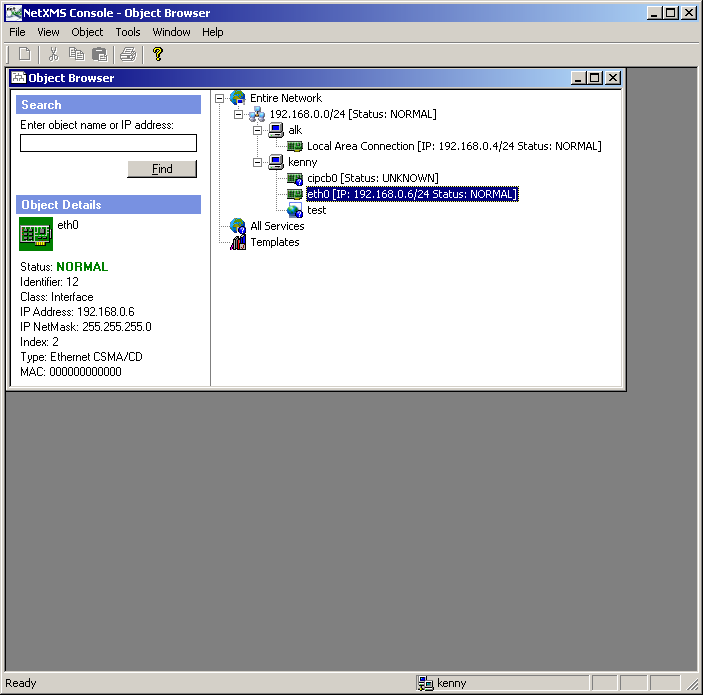 NetXMS Console - Object Browser
File View Object Tools Window Help
Object Browser
Search
Enter object name or IP address:
Find
Object Details
eth0
Status: NORMAL
Identifier: 12
Class: Interface
IP Address: 192.168.0.6
IP NetMask: 255.255.255.0
Index: 2
Type: Ethernet CSMA/CD
MAC: 000000000000
Entire Network
192.168.0.0/24 [Status: NORMAL]
alk
Local Area Connection [IP: 192.168.0.4/24 Status: NORMAL]
kenny
cipcb0 [Status: UNKNOWN]
eth0 [IP: 192.168.0.6/24 Status: NORMAL]
test
All Services
Templates
Ready
kenny